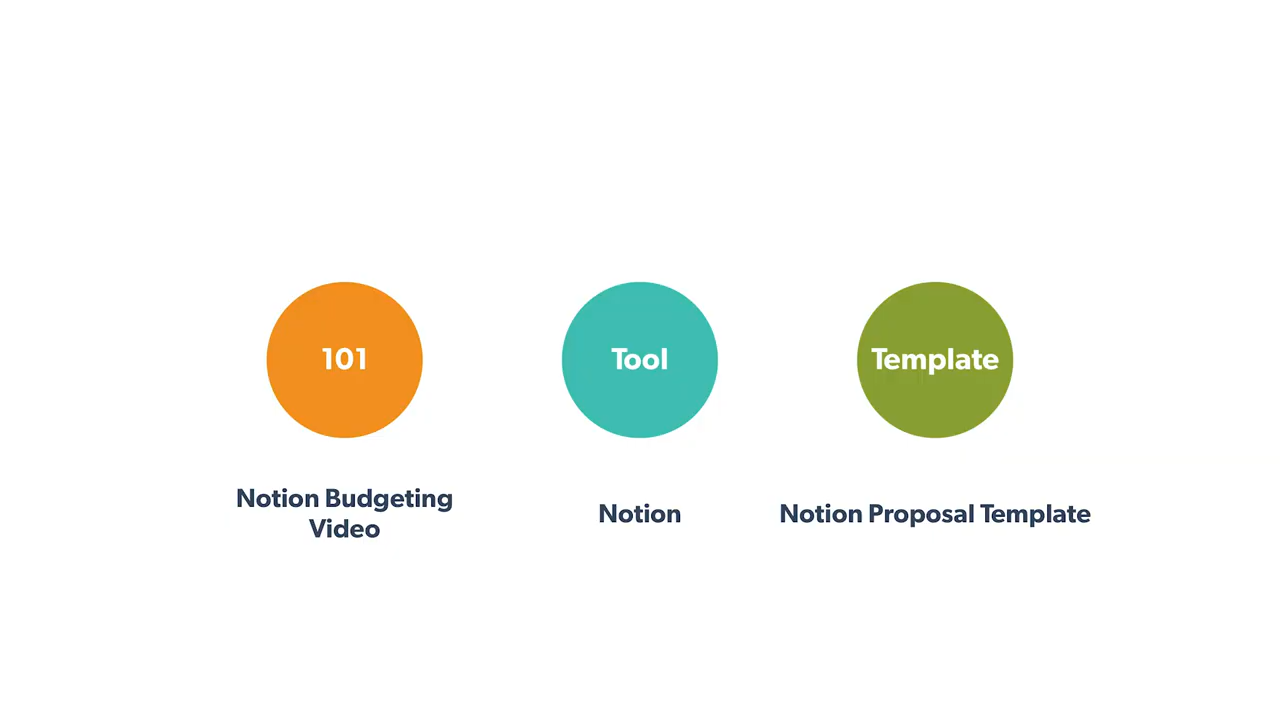 101
Tool
Template
Notion Budgeting
Video
Notion
Notion Proposal Template